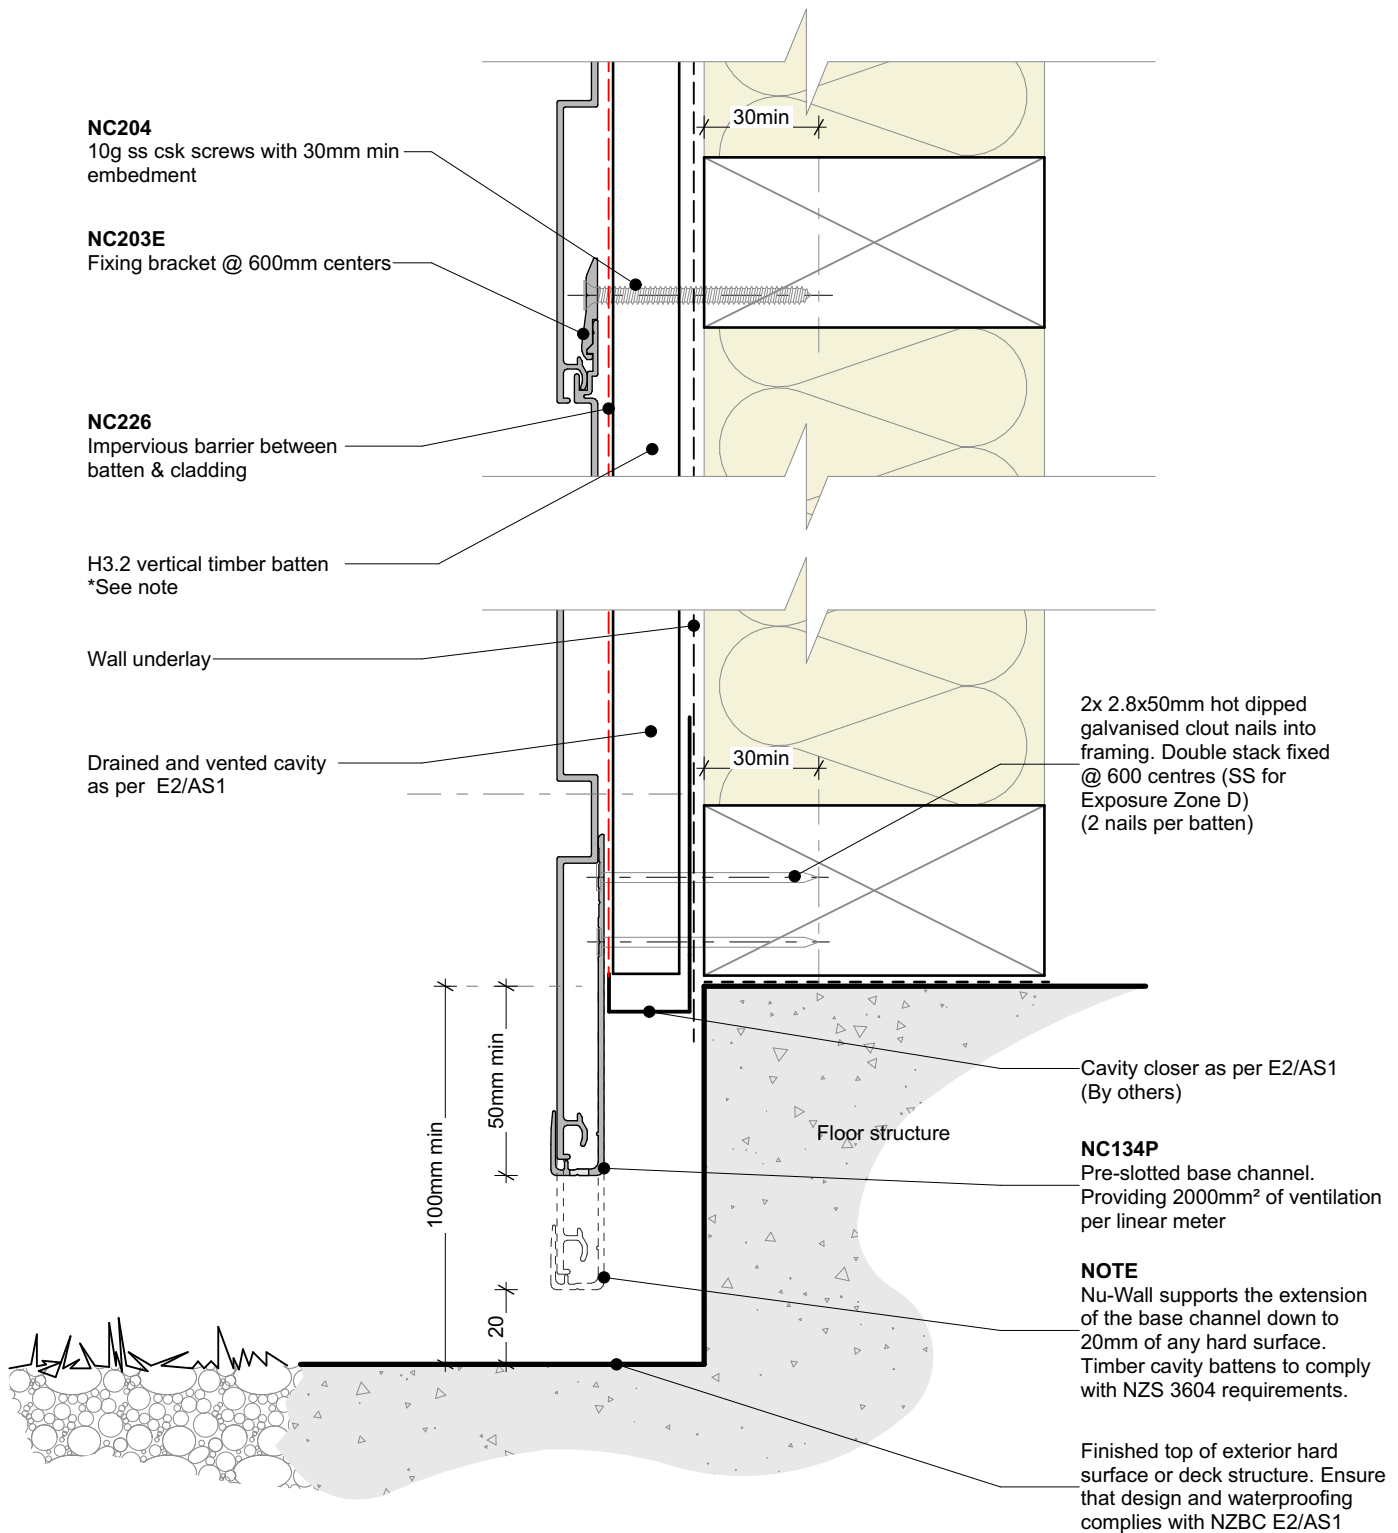 NC204
10g ss csk screws with 30mm min
embedment
NC203E
Fixing bracket @ 600mm centers
NC226
Impervious barrier between
batten & cladding
H3.2 vertical timber batten
*See note
Wall underlay
Drained and vented cavity
as per E2/AS1
30min
30min
2x 2.8x50mm hot dipped
galvanised clout nails into
framing. Double stack fixed
@ 600 centres (SS for
Exposure Zone D)
(2 nails per batten)
50mm min
100mm min
20
Floor structure
Cavity closer as per E2/AS1
(By others)
NC134P
Pre-slotted base channel.
Providing 2000mm² of ventilation
per linear meter
NOTE
Nu-Wall supports the extension
of the base channel down to
20mm of any hard surface.
Timber cavity battens to comply
with NZS 3604 requirements.
Finished top of exterior hard
surface or deck structure. Ensure
that design and waterproofing
complies with NZBC E2/AS1